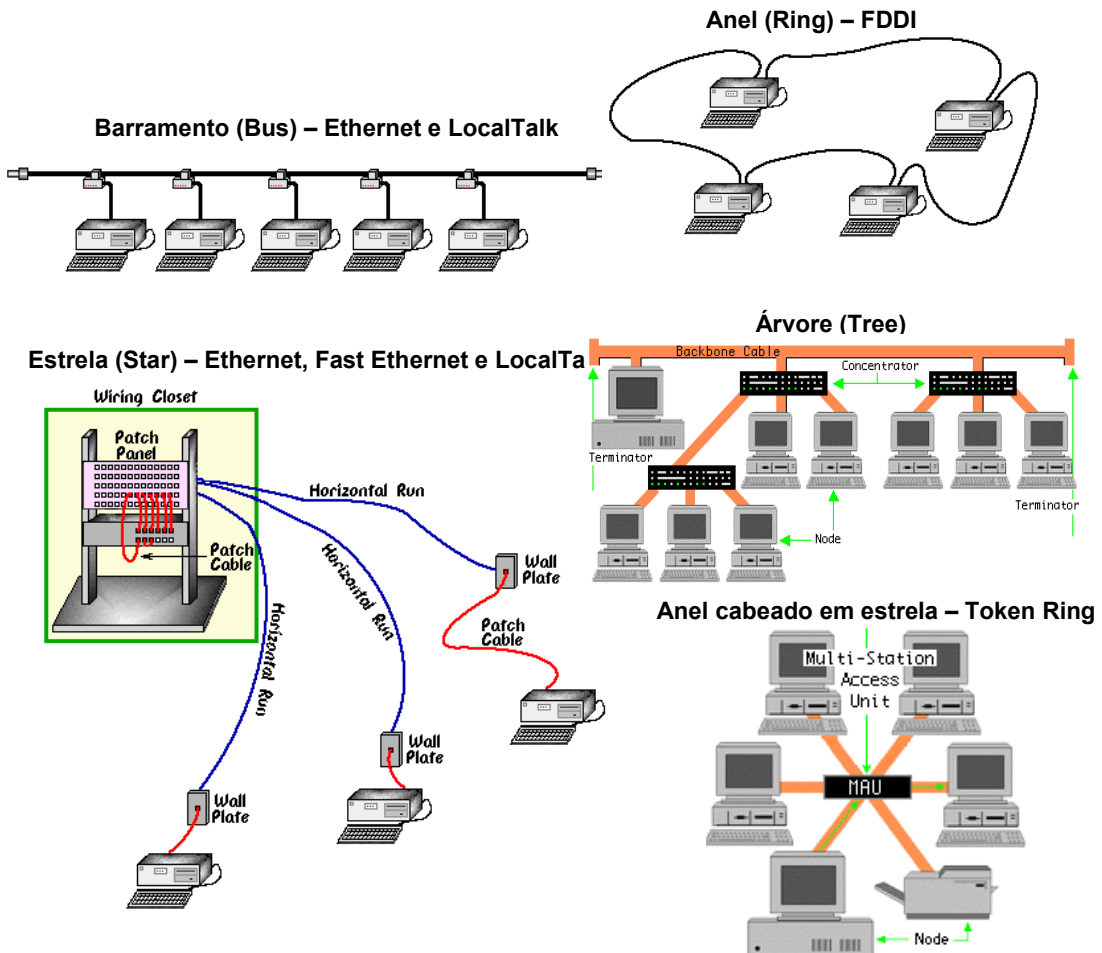 Anel (Ring) – FDDI
Barramento (Bus) – Ethernet e LocalTalk
Estrela (Star) – Ethernet, Fast Ethernet e LocalTa
Wiring Closet
Patch
Panel
Patch
Cable
Horizontal Run
Horizontal Run
Horizontal Run
Wall
Plate
Patch
Cable
Wall
Plate
Wall
Plate
Árvore (Tree)
Backbone Cable
Concentrator
Terminator
Terminator
Node
Anel cabeado em estrela – Token Ring
Multi-Station
Access
Unit
MAU
Node